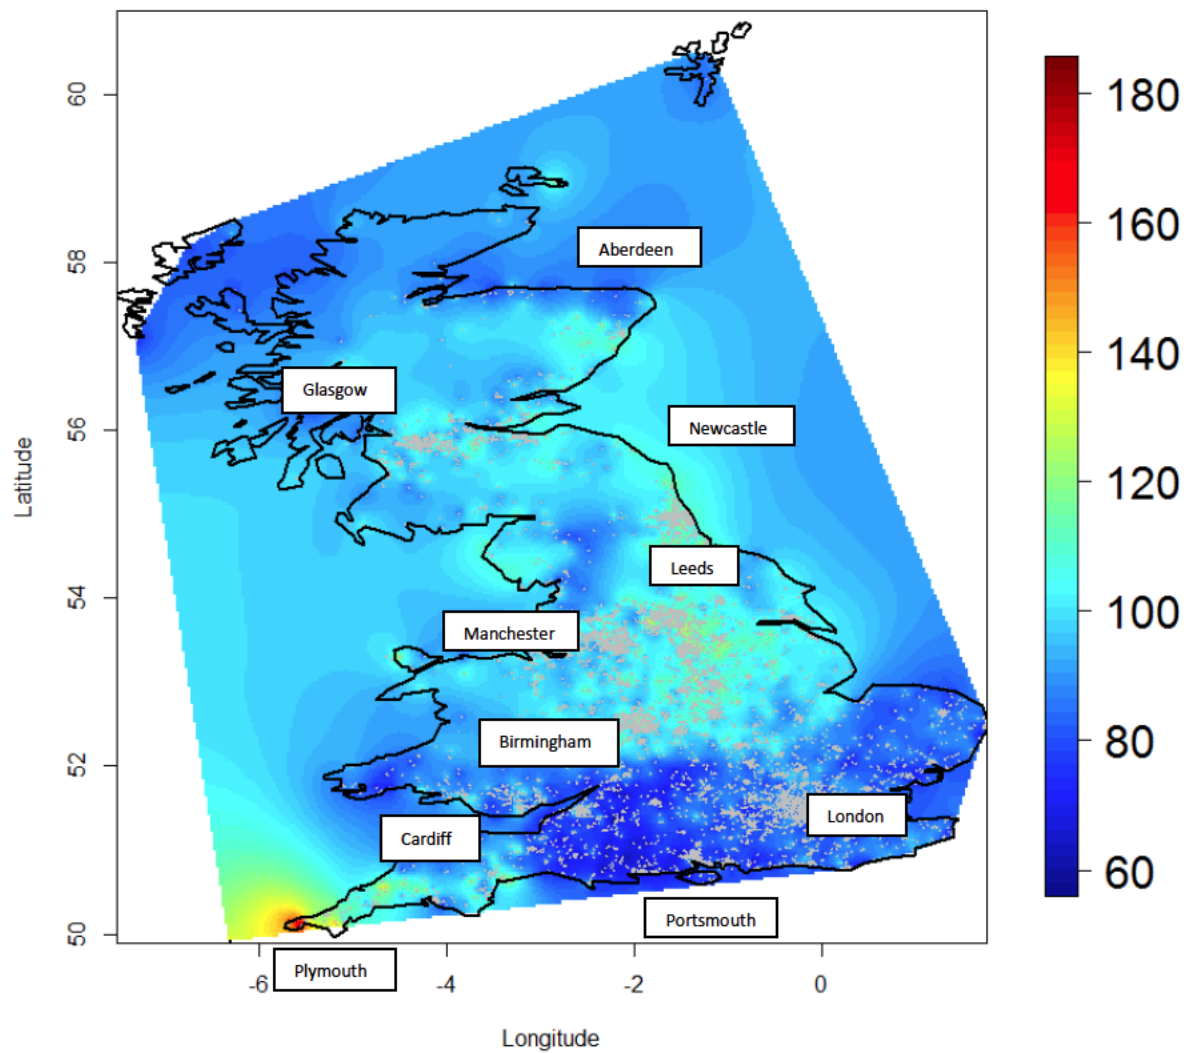 60
58
56
54
52
50
Latitude
Aberdeen
Glasgow
Newcastle
Leeds
Manchester
Birmingham
London
Cardiff
Portsmouth
Plymouth
-6
-4
-2
0
Longitude
180
160
140
120
100
80
60